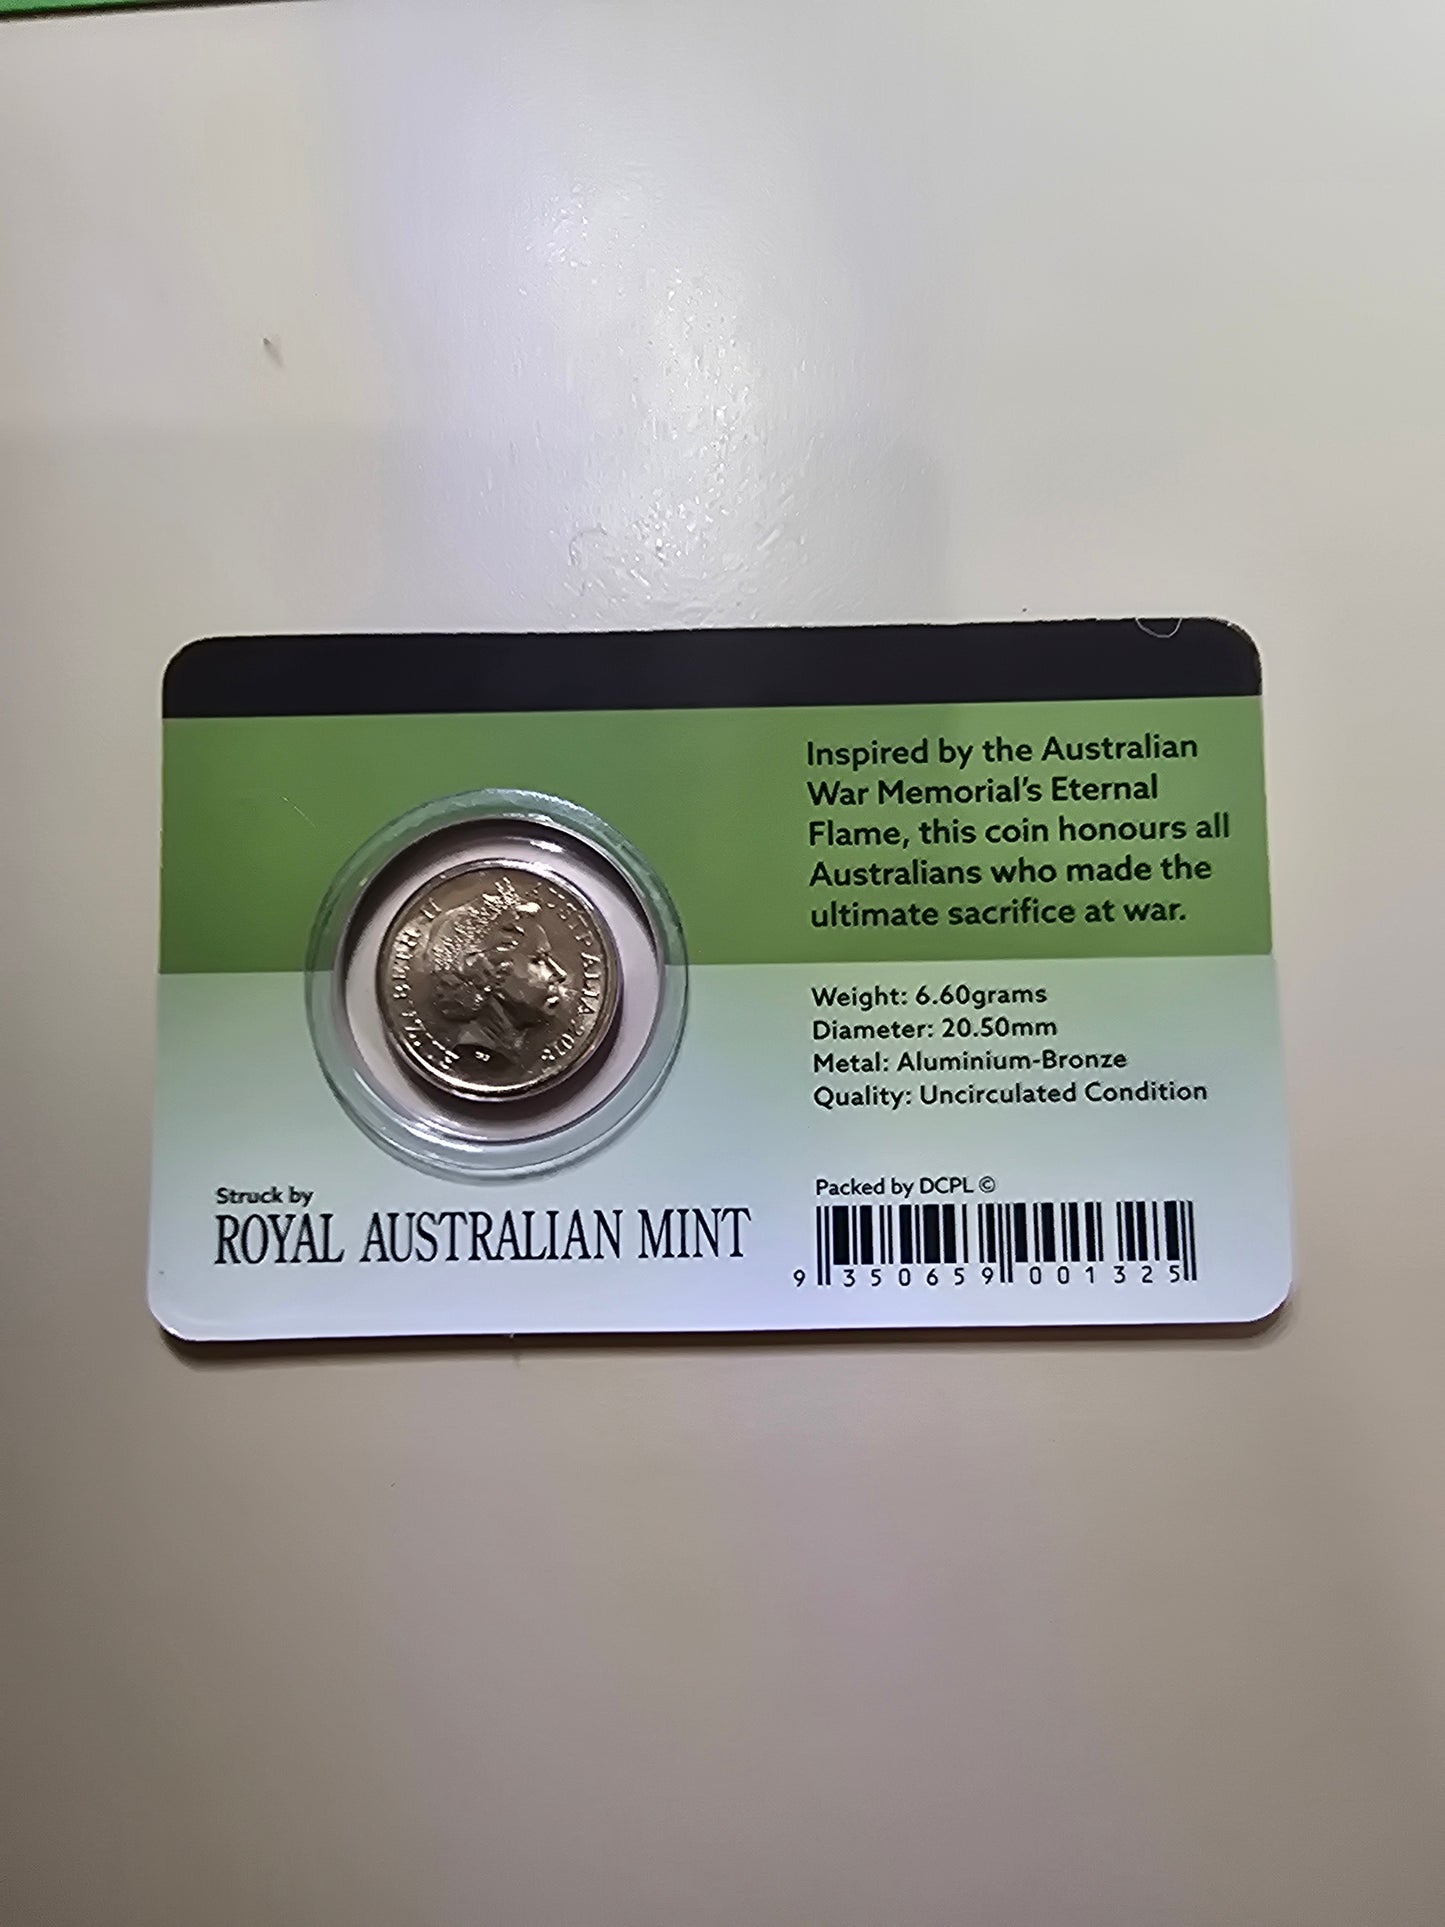 Inspired by the Australian
War Memorial's Eternal
Flame, this coin honours all
Australians who made the
ultimate sacrifice at war.
Weight: 6.60grams
Diameter: 20.50mm
Metal: Aluminium-Bronze
Quality: Uncirculated Condition
ELIZABETH II
AUSTRALIA 2018
Struck by
ROYAL AUSTRALIAN MINT
Packed by DCPL ©
9 350659 001325